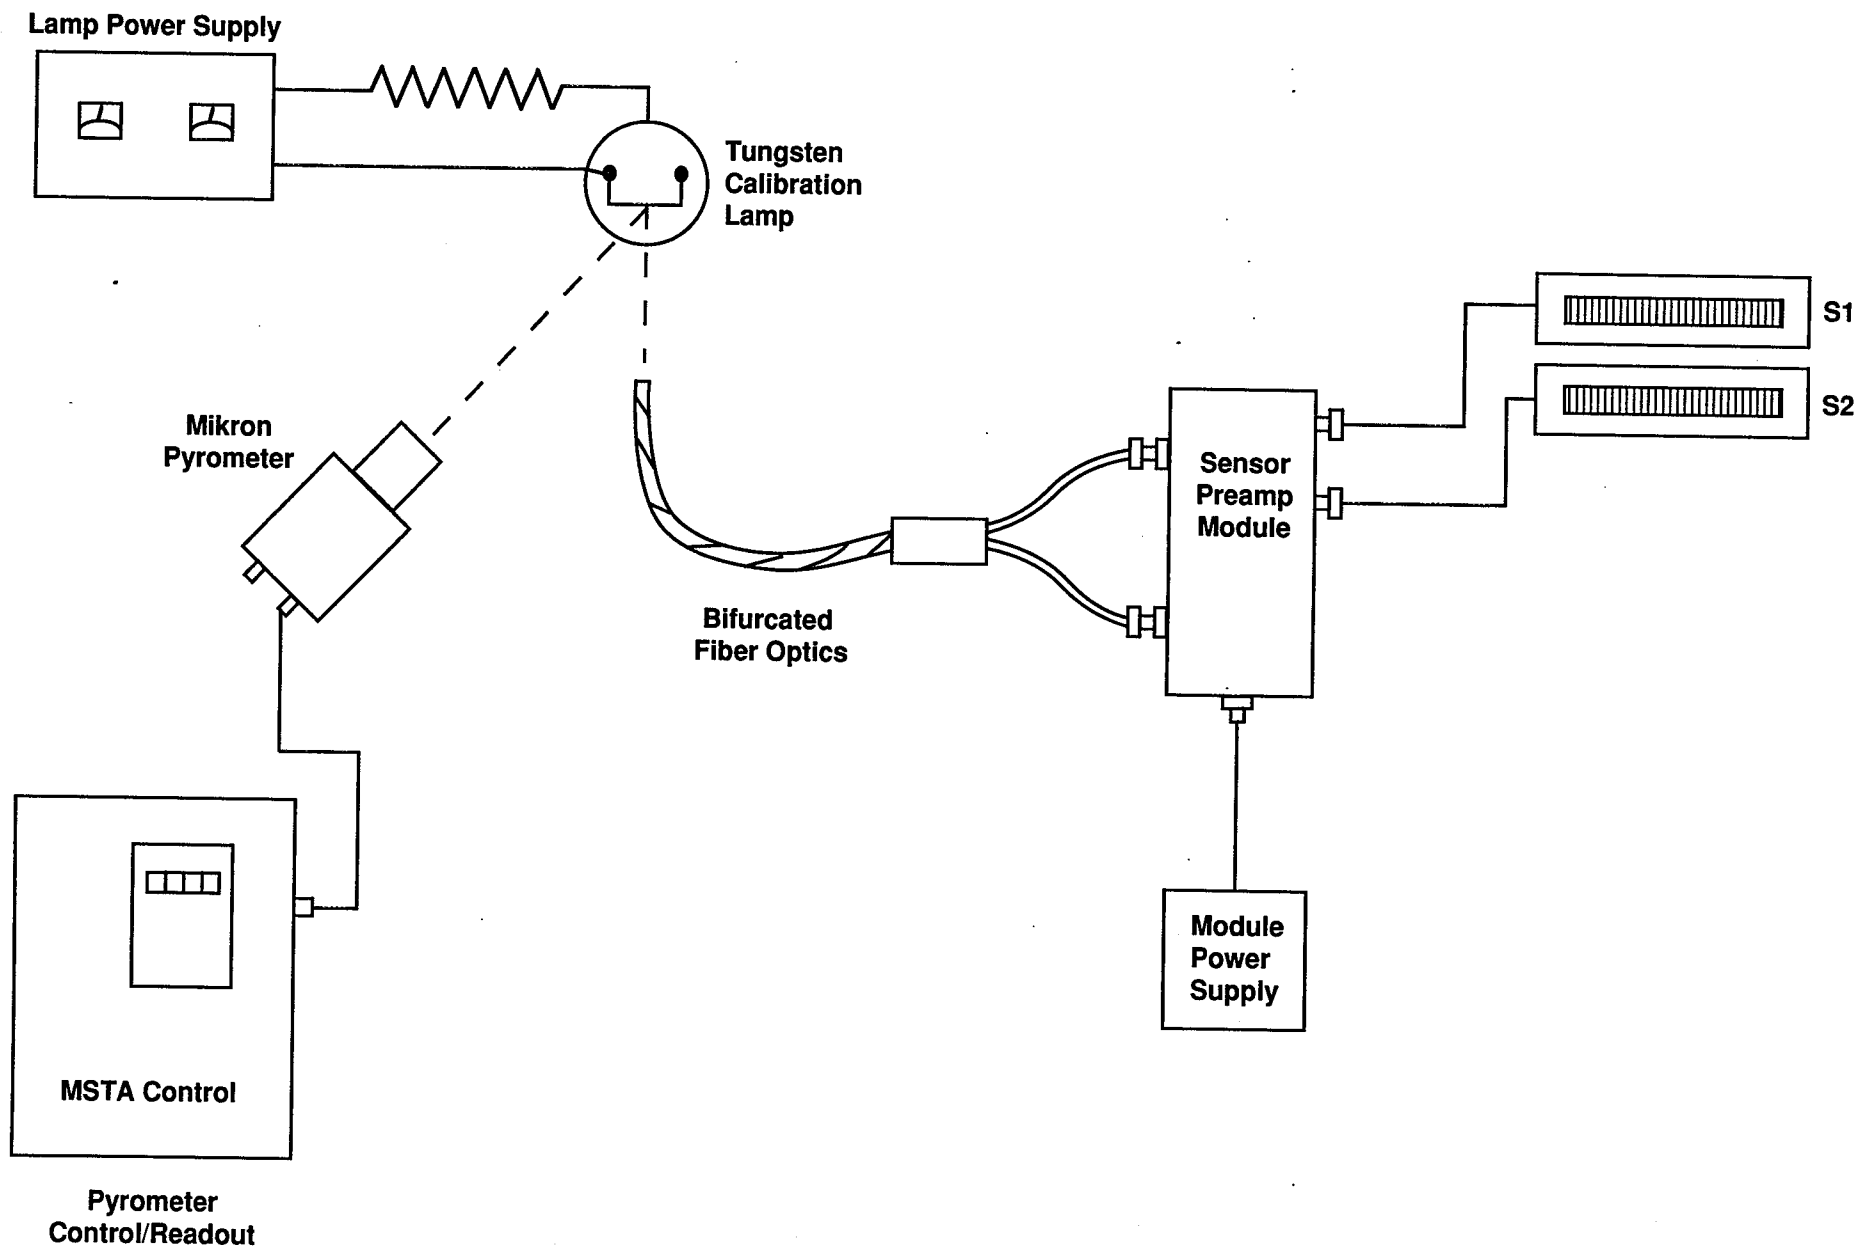 Lamp Power Supply
Tungsten
Calibration
Lamp
S1
S2
Mikron
Pyrometer
Sensor
Preamp
Module
Bifurcated
Fiber Optics
Module
Power
Supply
MSTA Control
Pyrometer
Control/Readout